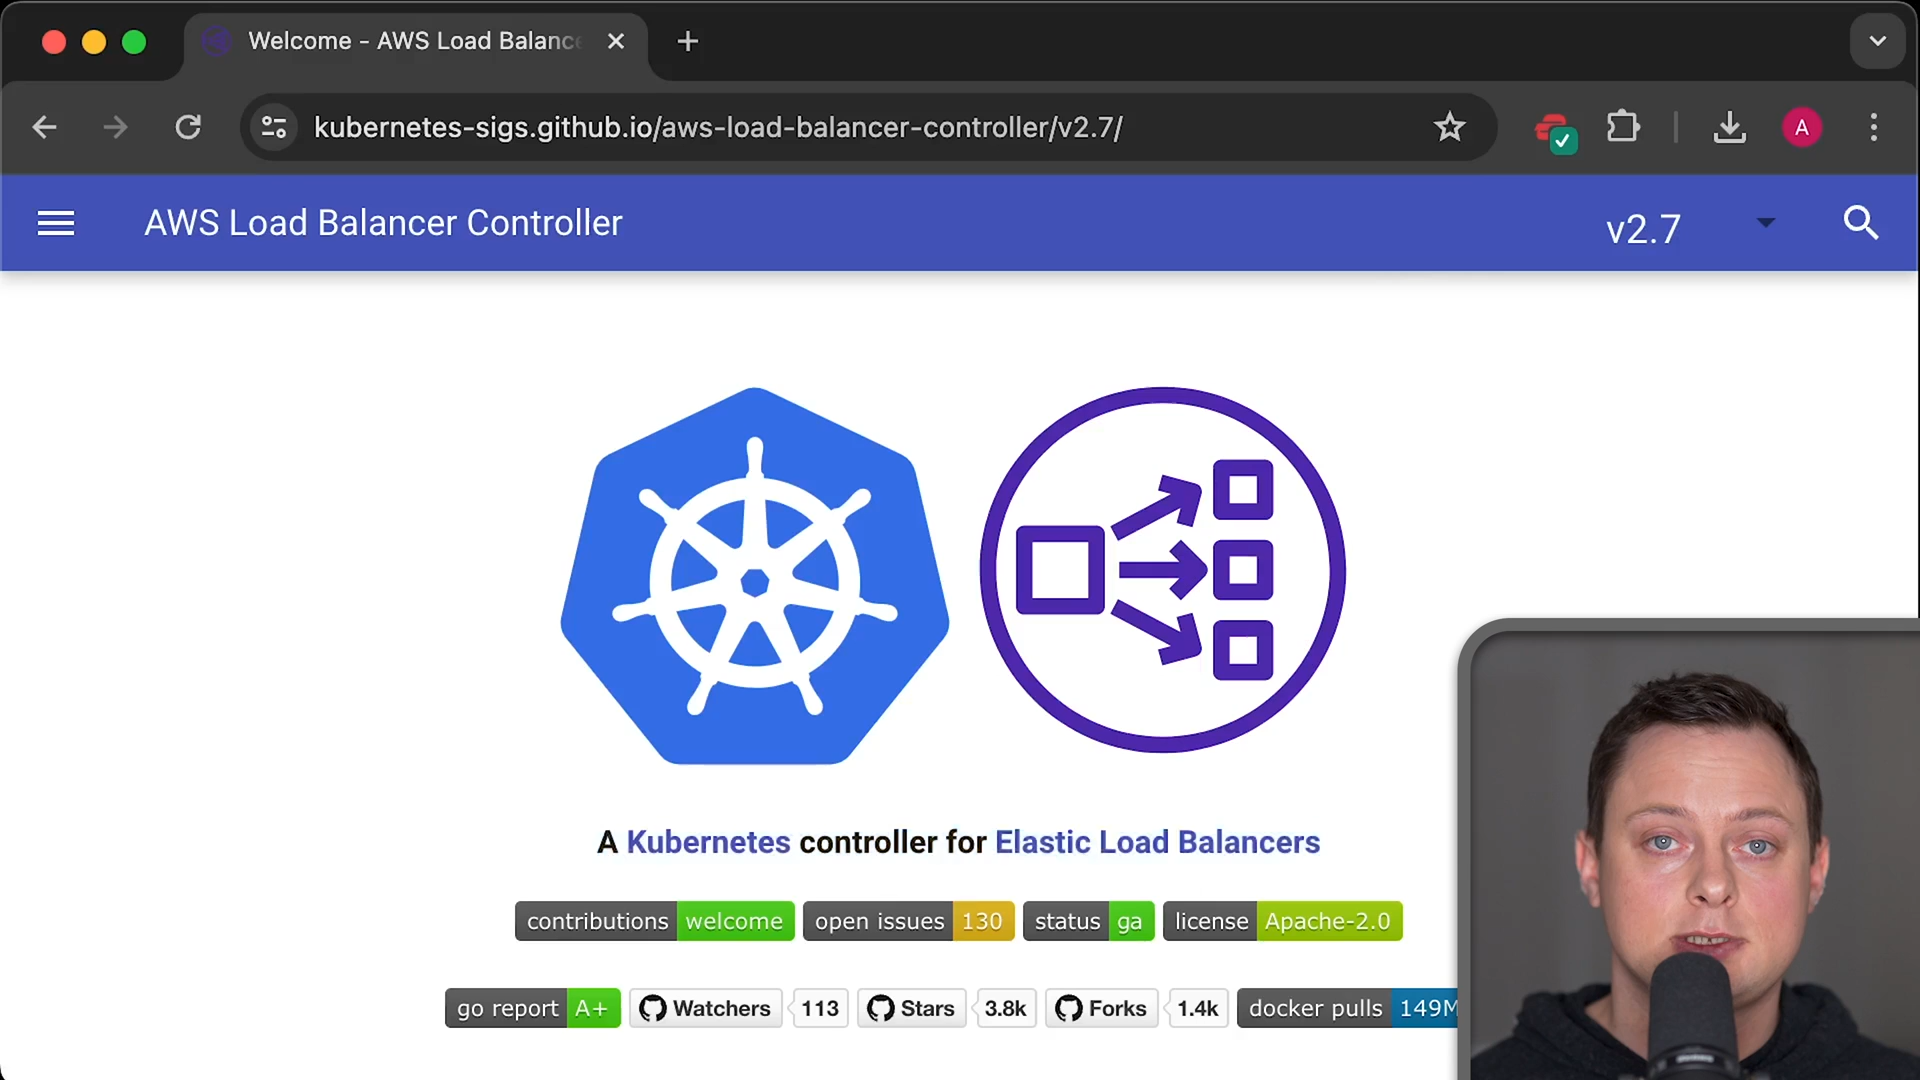 Welcome - AWS Load Balance
kubernetes-sigs.github.io/aws-load-balancer-controller/v2.7/
A
AWS Load Balancer Controller
v2.7
A Kubernetes controller for Elastic Load Balancers
contributions welcome open issues 130 status ga license Apache-2.0
go report A+ Watchers 113 Stars 3.8k Forks 1.4k docker pulls 149M